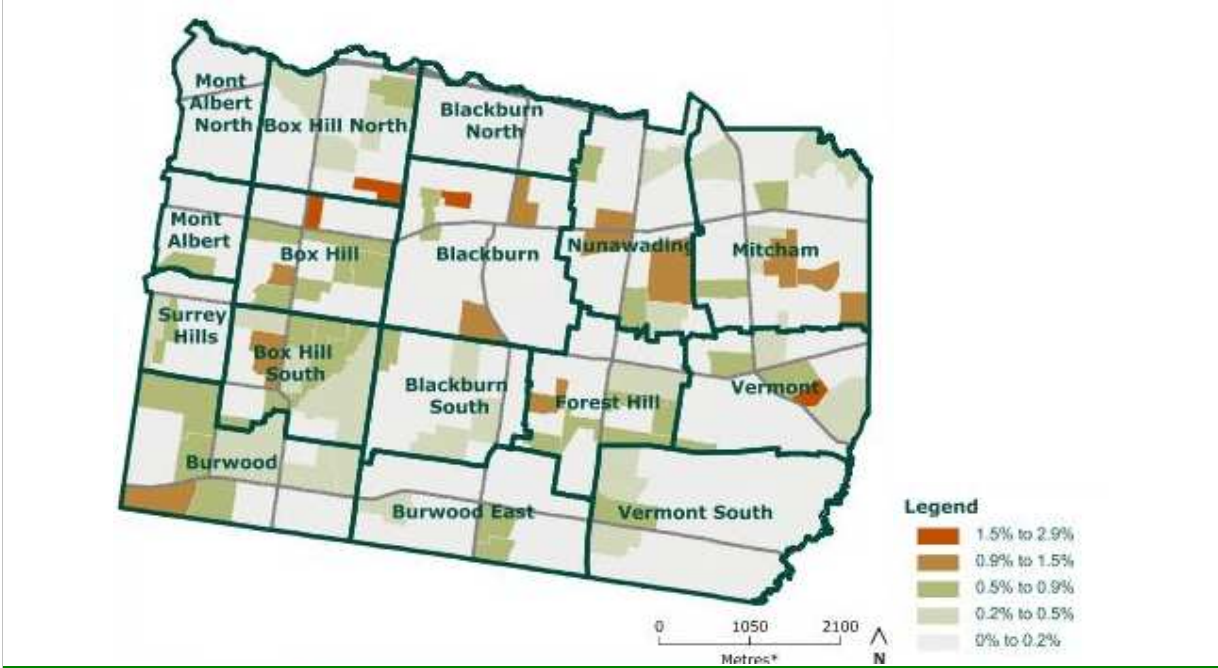 Mont
Albert
North
Box Hill North
Blackburn
North
Mont
Albert
Box Hill
Blackburn
Nunawading
Mitcham
Surrey
Hills
Box Hill
South
Blackburn
South
Forest Hill
Vermont
Burwood
Burwood East
Vermont South
Legend
1.5% to 2.9%
0.9% to 1.5%
0.5% to 0.9%
0.2% to 0.5%
0% to 0.2%
0 1050 2100
Metres*
N